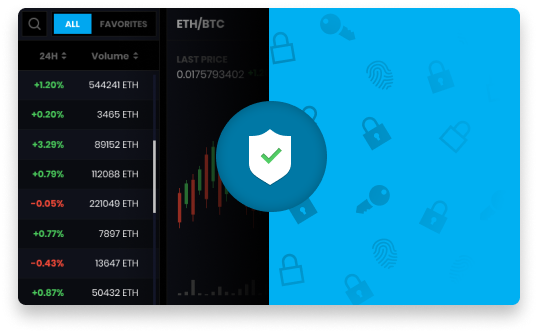 ALL FAVORITES ETH/BTC
24H Volume
LAST PRICE
0.0175793402
+1.20% 544241 ETH
+0.20% 3465 ETH
+3.29% 89152 ETH
+0.79% 112088 ETH
-0.05% 221049 ETH
+0.77% 7897 ETH
-0.43% 13647 ETH
+0.87% 50432 ETH